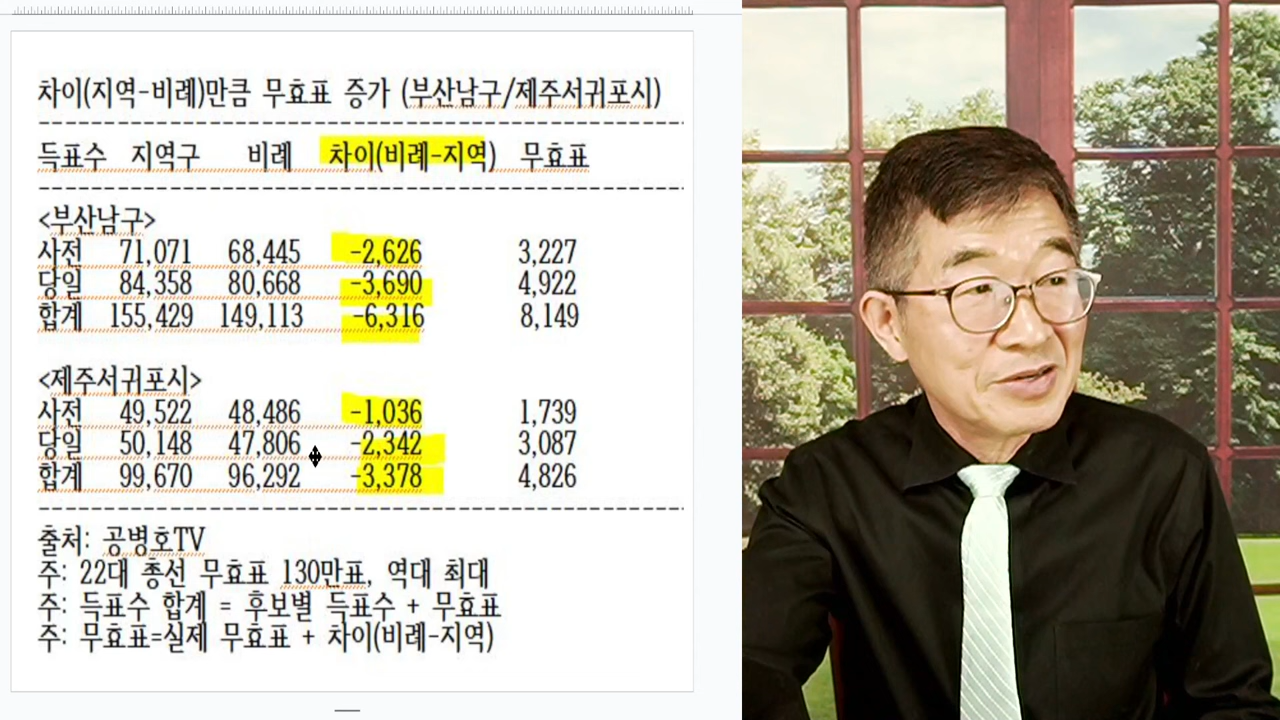 차이(지역-비례)만큼 무효표 증가 (부산남구/제주서귀포시)
득표수 지역구 비례 차이(비례-지역) 무효표
<부산남구>
사전 71,071 68,445 -2,626 3,227
당일 84,358 80,668 -3,690 4,922
합계 155,429 149,113 -6,316 8,149
<제주서귀포시>
사전 49,522 48,486 -1,036 1,739
당일 50,148 47,806 -2,342 3,087
합계 99,670 96,292 -3,378 4,826
출처: 공병호TV
주: 22대 총선 무효표 130만표, 역대 최대
주: 득표수 합계 = 후보별 득표수 + 무효표
주: 무효표=실제 무효표 + 차이(비례-지역)